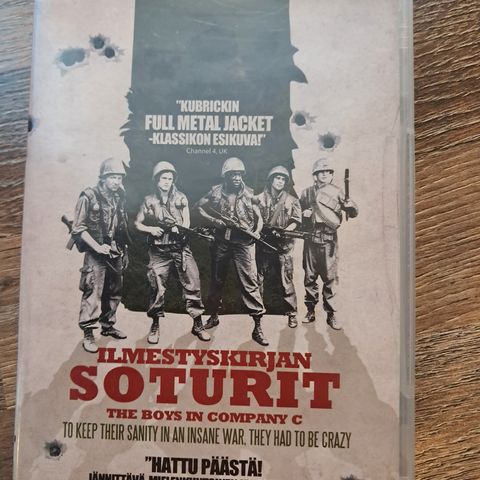 "KUBRICKIN
FULL METAL JACKET
-KLASSIKON ESIKUVA!"
Channel 4, UK
ILMESTYSKIRJAN
SOTURIT
THE BOYS IN COMPANY C
TO KEEP THEIR SANITY IN AN INSANE WAR, THEY HAD TO BE CRAZY
"HATTU PÄÄSTÄ!
JÄNNITTÄVÄ,